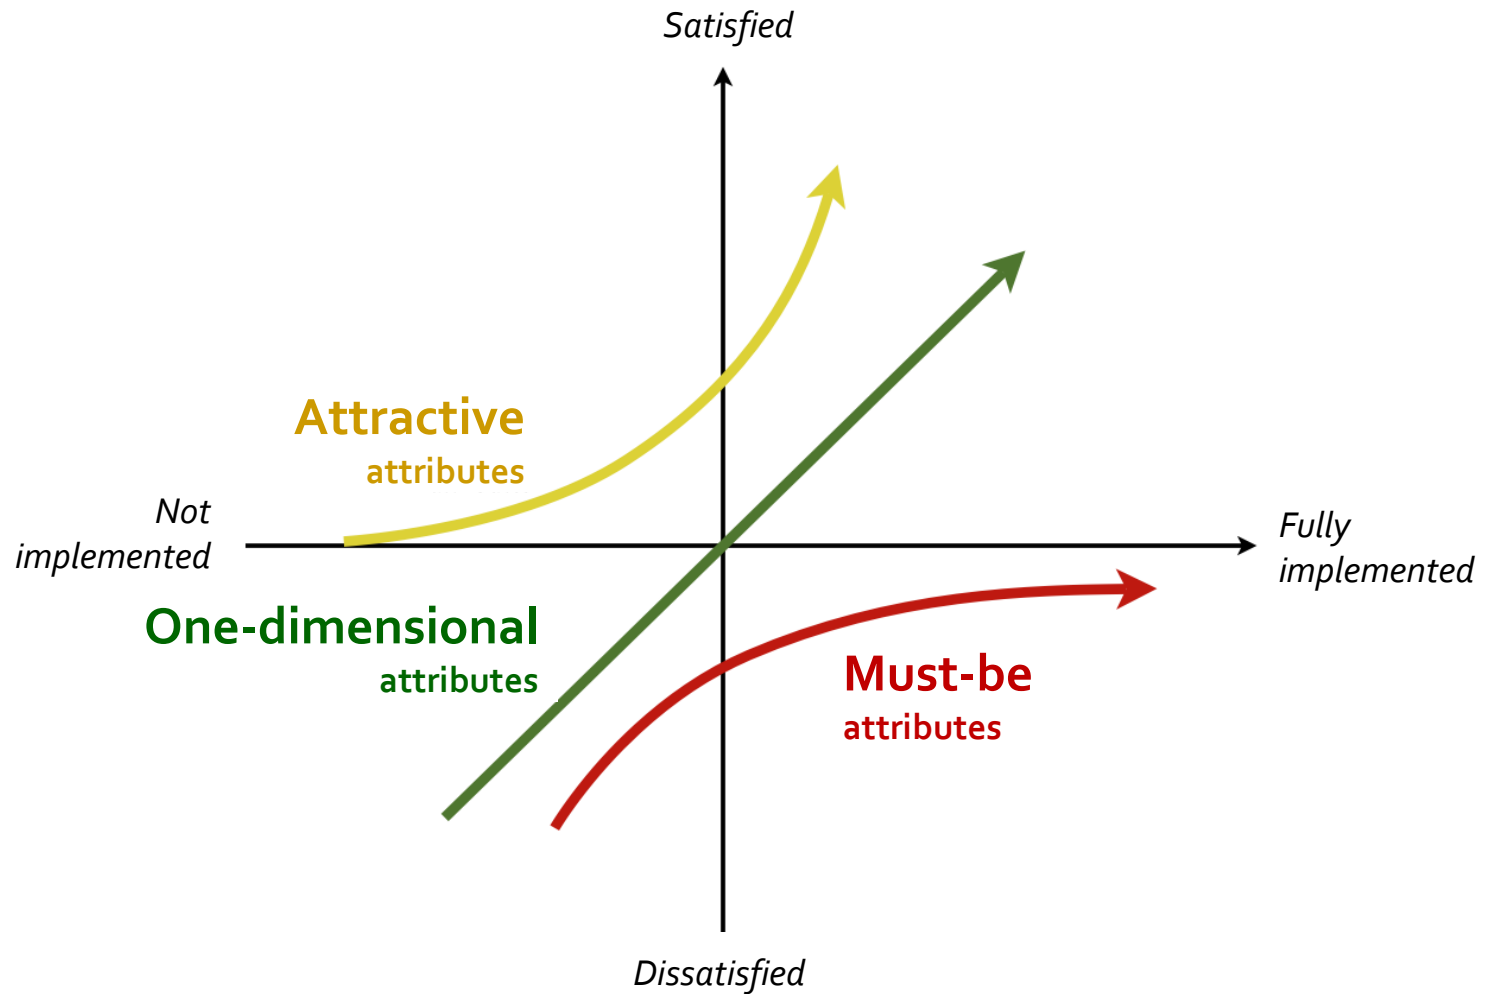 Satisfied
Attractive
attributes
Not
implemented
Fully
implemented
One-dimensional
attributes
Must-be
attributes
Dissatisfied